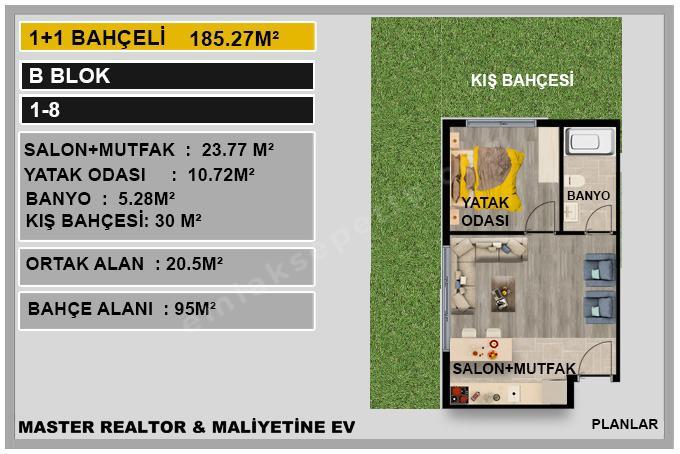 1+1 BAHÇELİ 185.27M²
B BLOK
1-8
SALON+MUTFAK : 23.77 M²
YATAK ODASI : 10.72M²
BANYO : 5.28M²
KIŞ BAHÇESİ: 30 M²
ORTAK ALAN : 20.5M²
BAHÇE ALANI : 95M²
KIŞ BAHÇESİ
YATAK
ODASI
BANYO
SALON+MUTFAK
emlaksepette.com
MASTER REALTOR & MALİYETİNE EV
PLANLAR